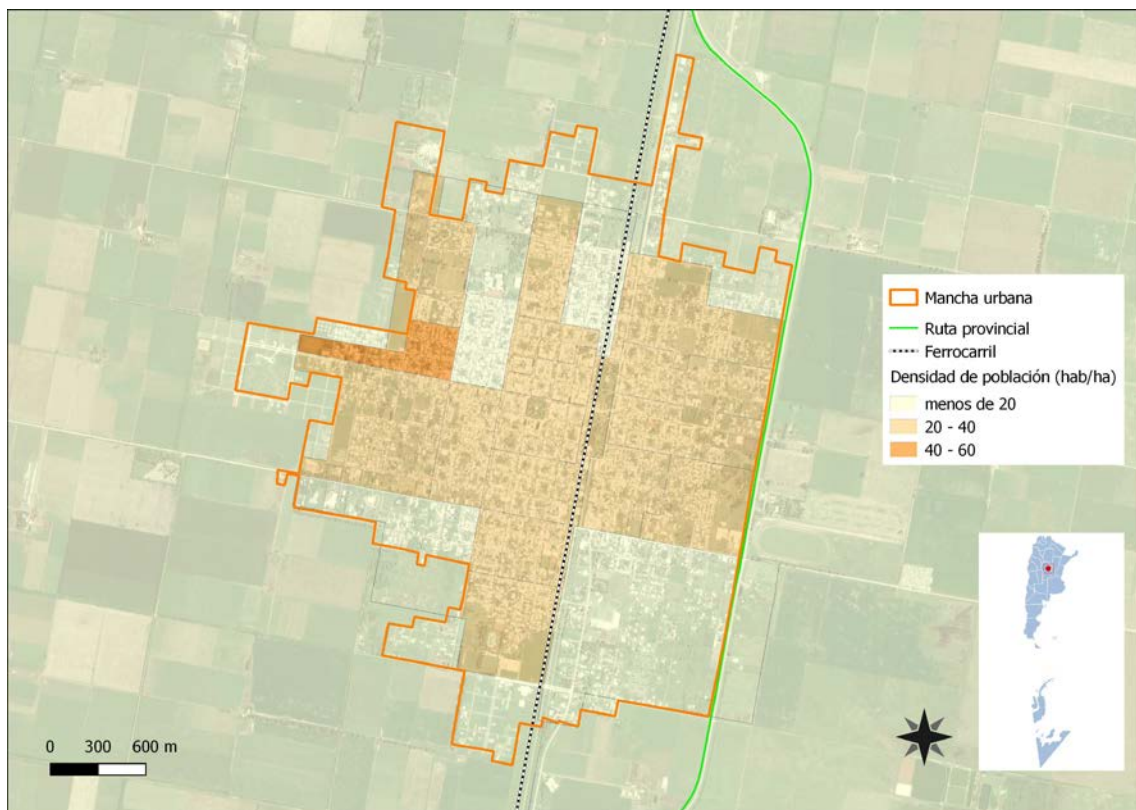 Mancha urbana
Ruta provincial
Ferrocarril
Densidad de población (hab/ha)
menos de 20
20 - 40
40 - 60
0 300 600 m